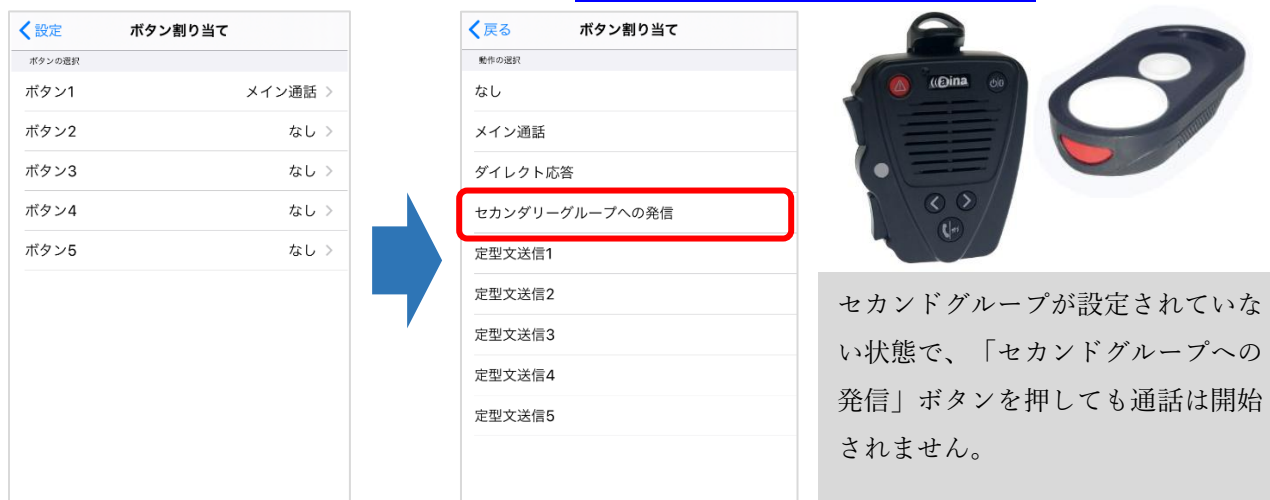 設定
ボタン割り当て
ボタンの選択
ボタン1 メイン通話
ボタン2 なし
ボタン3 なし
ボタン4 なし
ボタン5 なし
戻る
ボタン割り当て
動作の選択
なし
メイン通話
ダイレクト応答
セカンダリーグループへの発信
定型文送信1
定型文送信2
定型文送信3
定型文送信4
定型文送信5
aina
セカンドグループが設定されていな
い状態で、「セカンドグループへの
発信」ボタンを押しても通話は開始
されません。